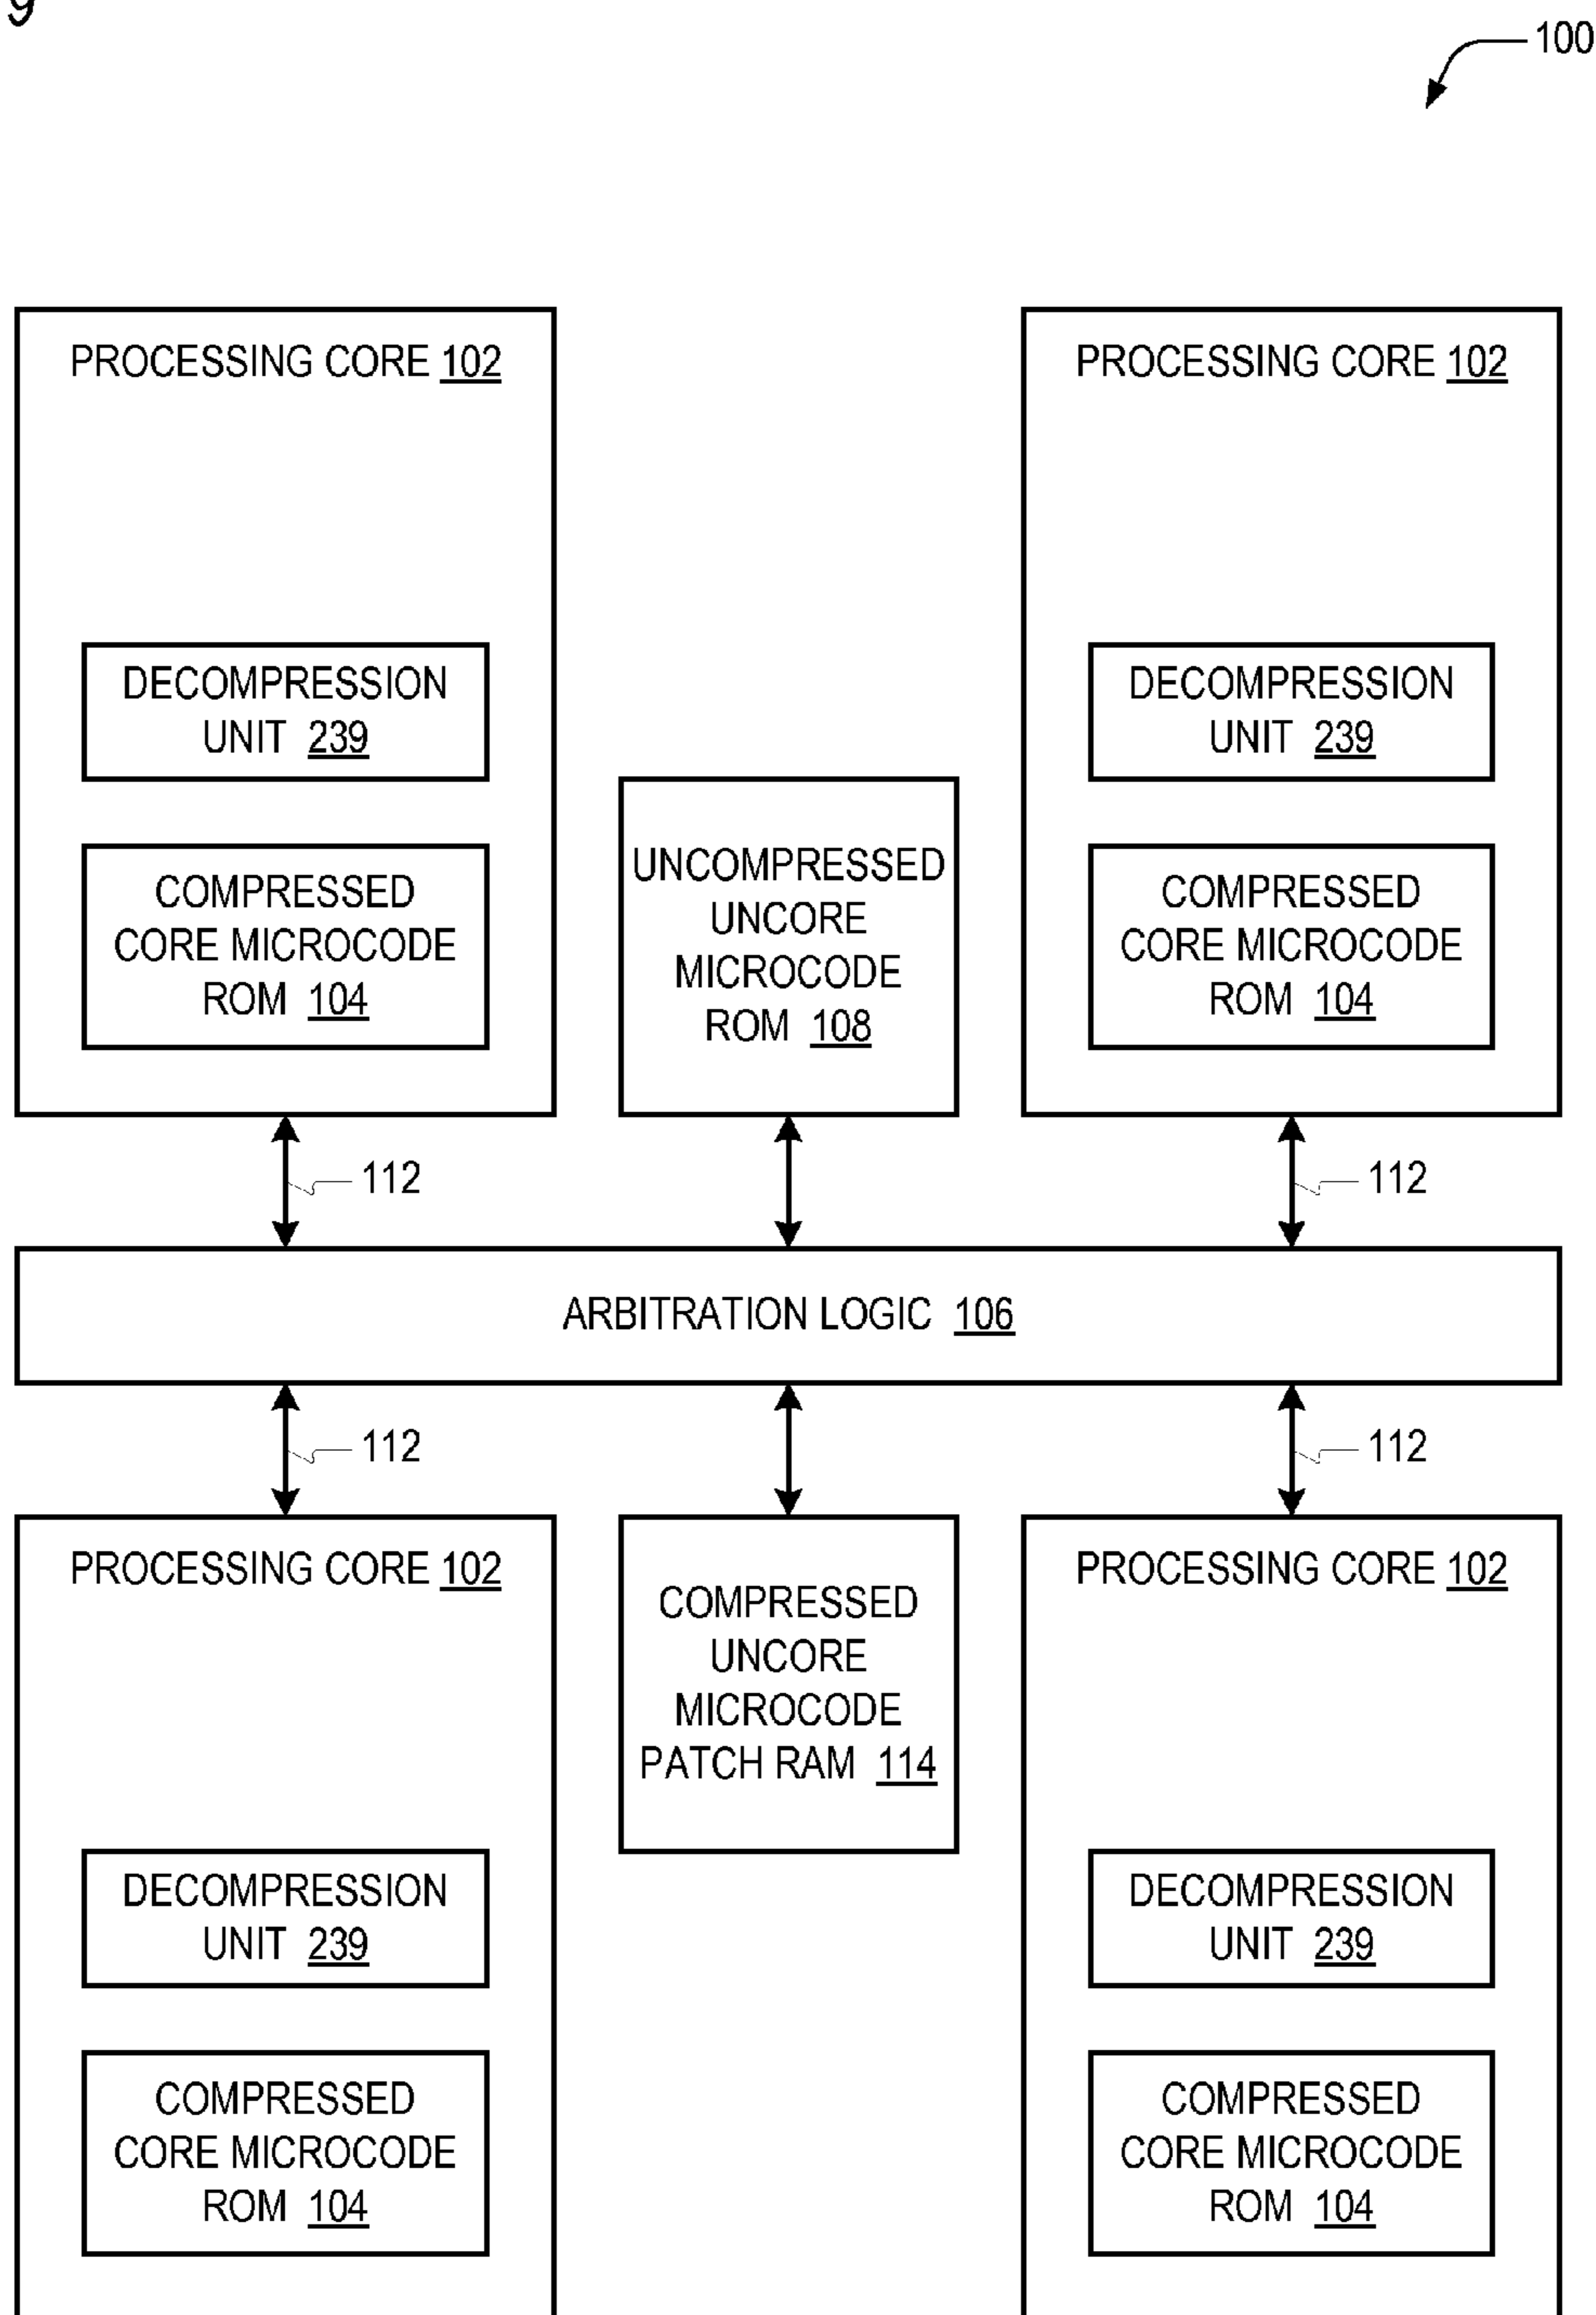 9
100
PROCESSING CORE 102
DECOMPRESSION
UNIT 239
COMPRESSED
CORE MICROCODE
ROM 104
UNCOMPRESSED
UNCORE
MICROCODE
ROM 108
PROCESSING CORE 102
DECOMPRESSION
UNIT 239
COMPRESSED
CORE MICROCODE
ROM 104
112
112
ARBITRATION LOGIC 106
112
112
PROCESSING CORE 102
DECOMPRESSION
UNIT 239
COMPRESSED
CORE MICROCODE
ROM 104
COMPRESSED
UNCORE
MICROCODE
PATCH RAM 114
PROCESSING CORE 102
DECOMPRESSION
UNIT 239
COMPRESSED
CORE MICROCODE
ROM 104